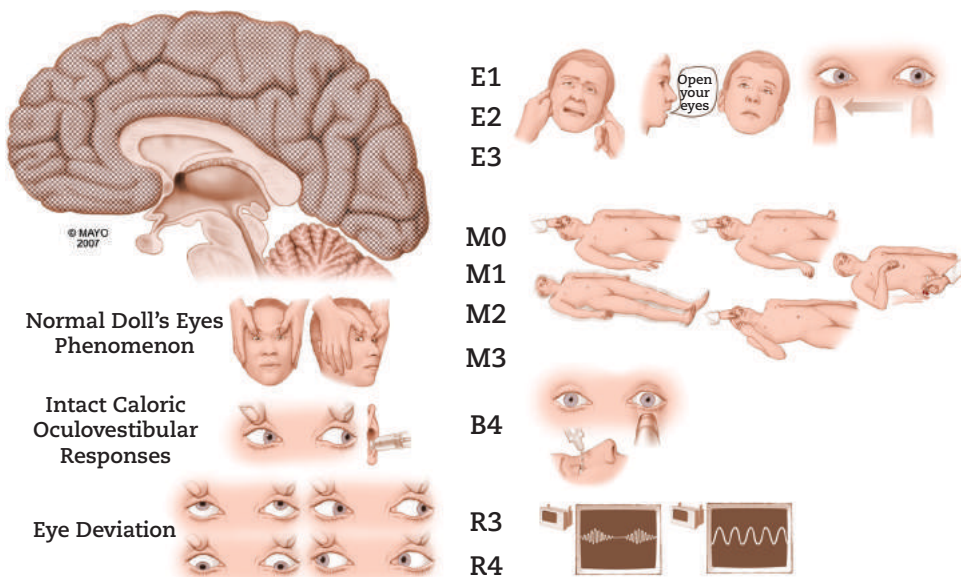 © MAYO
2007
Normal Doll's Eyes
Phenomenon
Intact Caloric
Oculovestibular
Responses
Eye Deviation
E1
E2
E3
Open
your
eyes
M0
M1
M2
M3
B4
R3
R4